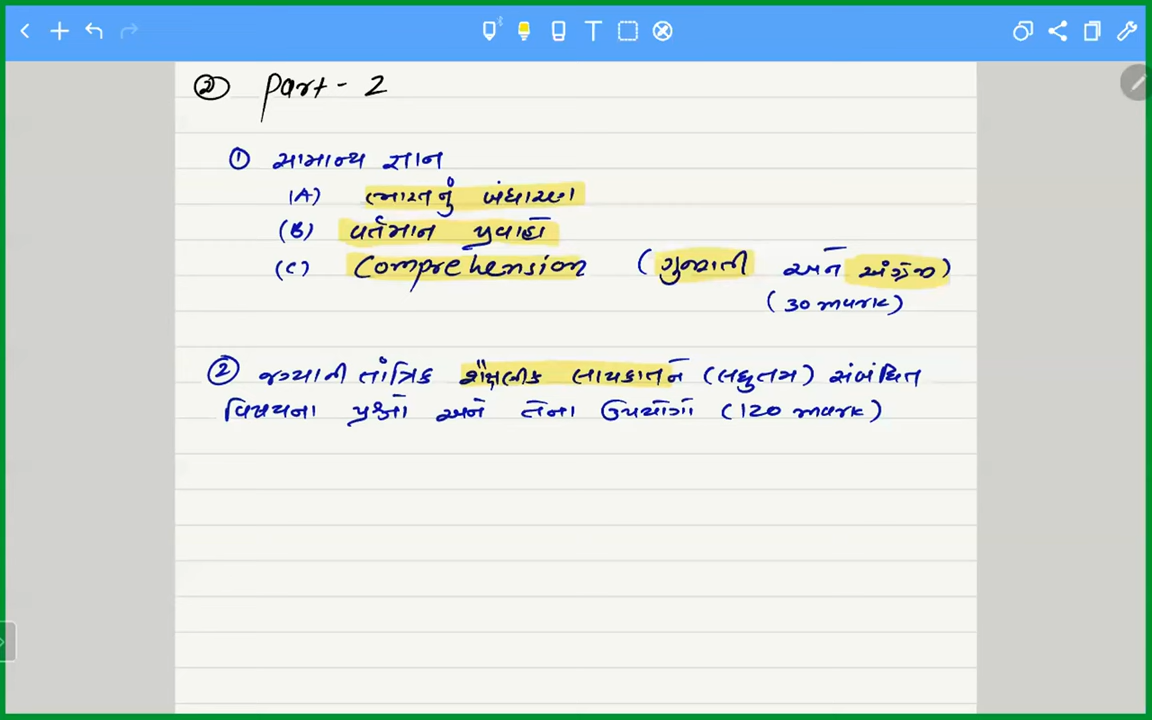 ② Part - 2
① સામાન્ય જ્ઞાન
(A) ભારતનું બંધારણ
(B) વર્તમાન પ્રવાહો
(C) Comprehension (ગુજરાતી અને અંગ્રેજી)
(30 mark)
② જગ્યાની તાંત્રિક શૈક્ષણીક લાયકાતને (લઘુત્તમ) સંબંધિત
વિષયના પ્રશ્નો અને તેના ઉપયોગો (120 mark)